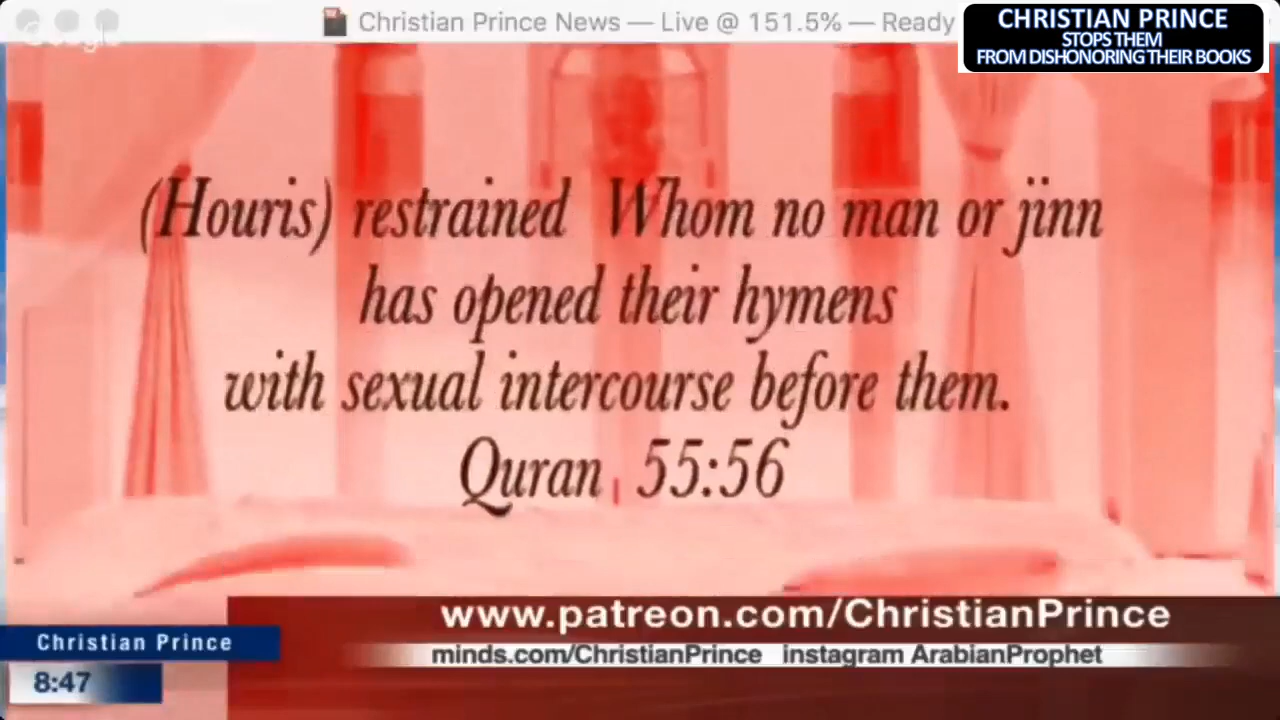 Christian Prince News — Live @ 151.5% — Ready
Google
CHRISTIAN PRINCE
STOPS THEM
FROM DISHONORING THEIR BOOKS
(Houris) restrained Whom no man or jinn
has opened their hymens
with sexual intercourse before them.
Quran 55:56
www.patreon.com/ChristianPrince
Christian Prince
minds.com/ChristianPrince instagram ArabianProphet
8:47